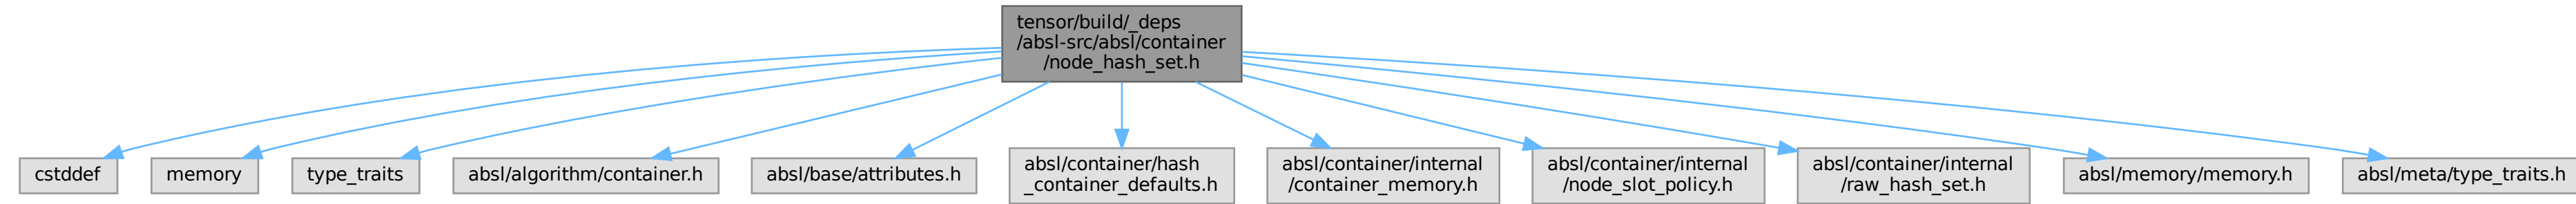 tensor/build/_deps
/absl-src/absl/container
/node_hash_set.h
cstddef
memory
type_traits
absl/algorithm/container.h
absl/base/attributes.h
absl/container/hash
_container_defaults.h
absl/container/internal
/container_memory.h
absl/container/internal
/node_slot_policy.h
absl/container/internal
/raw_hash_set.h
absl/memory/memory.h
absl/meta/type_traits.h